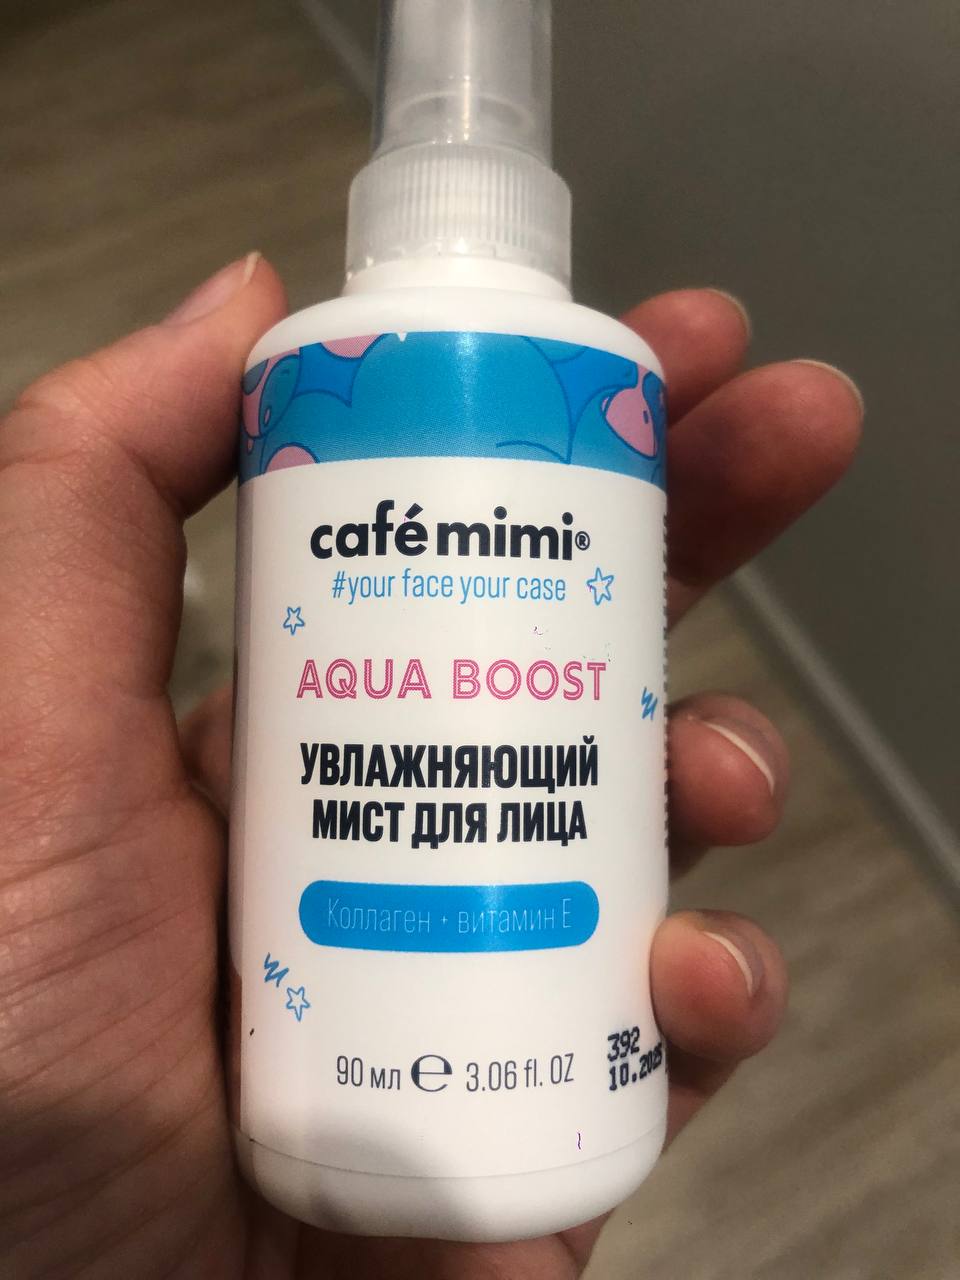 café mimi®
#your face your case
AQUA BOOST
УВЛАЖНЯЮЩИЙ
МИСТ ДЛЯ ЛИЦА
Коллаген + витамин Е
90 мл ℮ 3.06 fl. OZ
392
10.2025